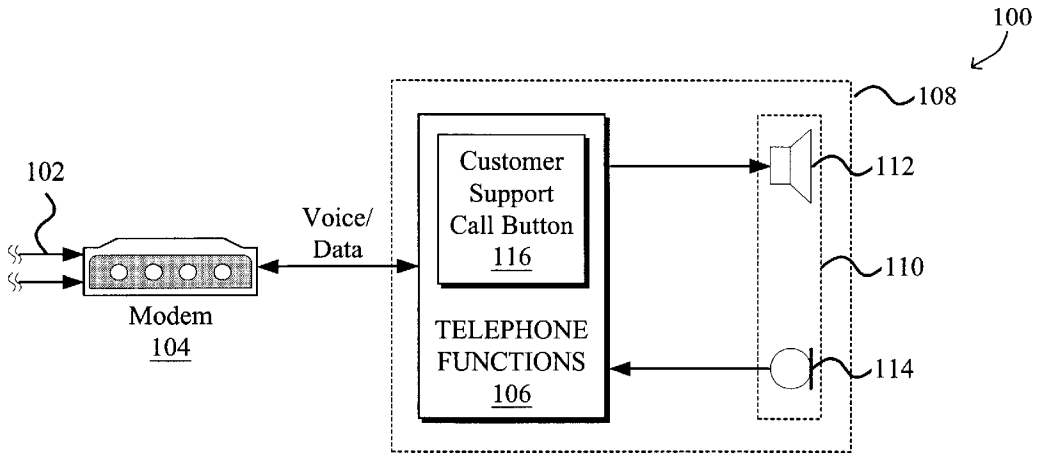 100
108
102
Customer
Support
Call Button
116
112
Voice/
Data
110
Modem
104
TELEPHONE
FUNCTIONS
106
114